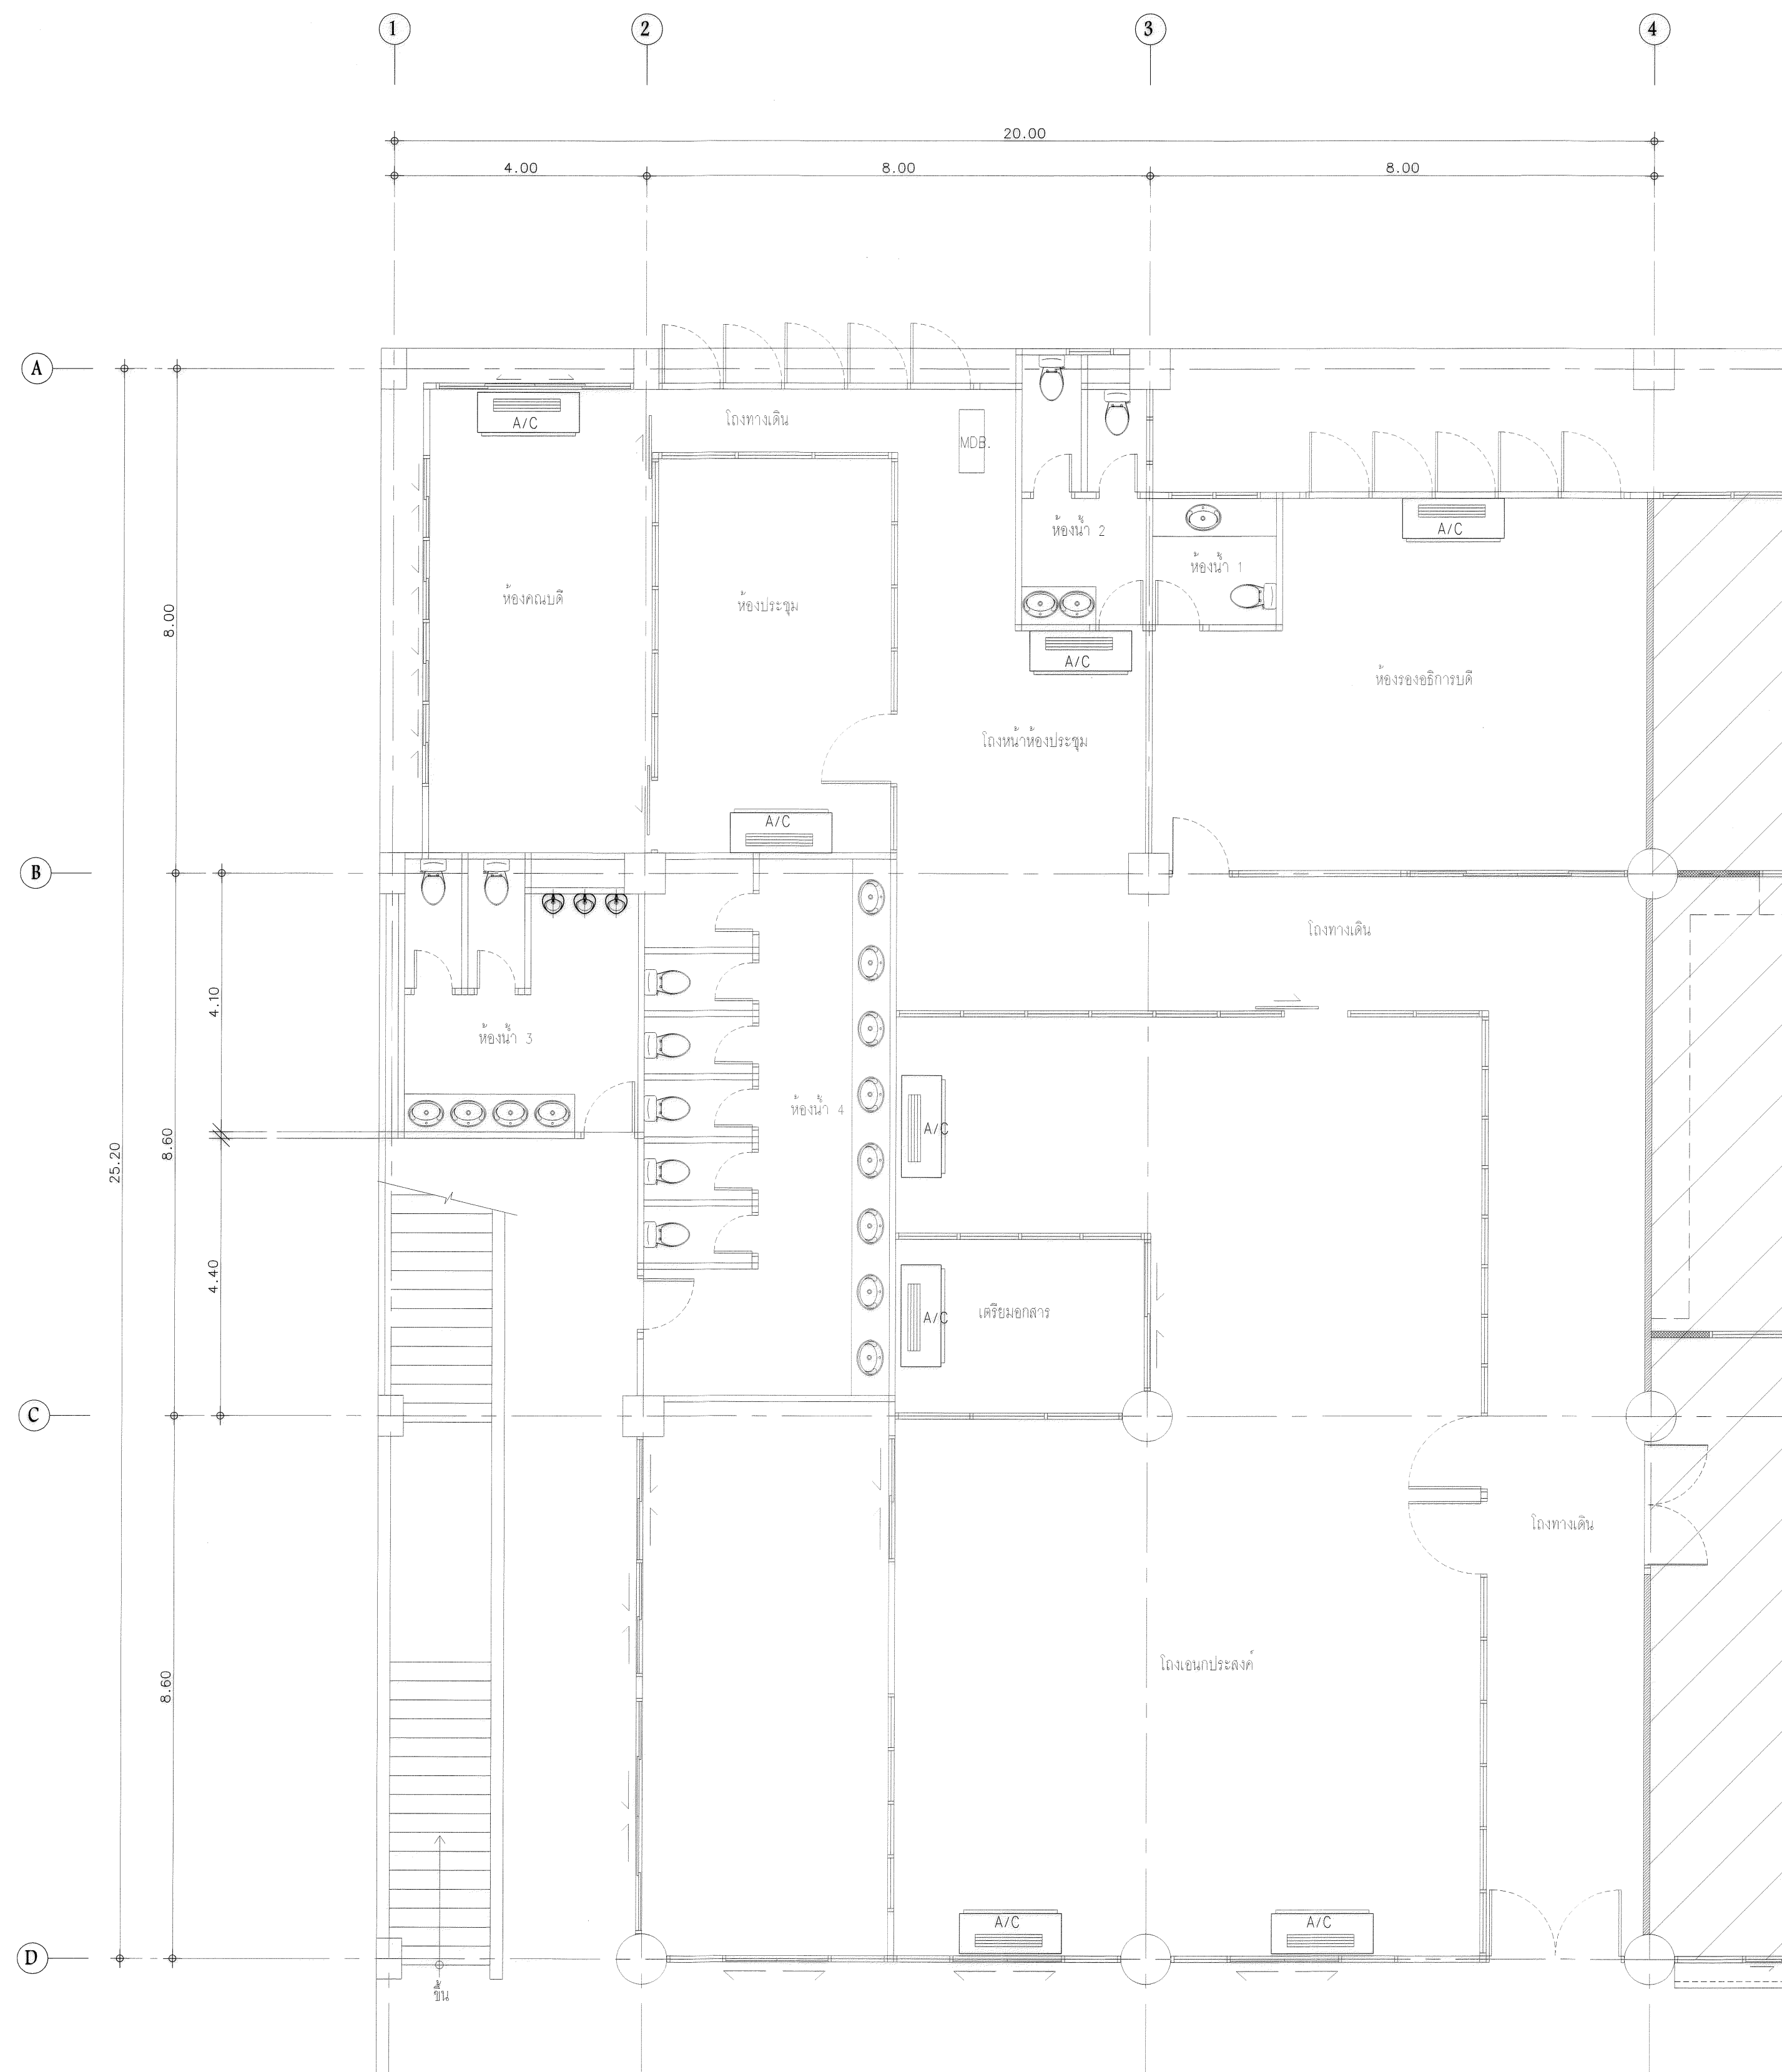 1
2
3
4
20.00
4.00
8.00
8.00
A
A/C
โถงทางเดิน
MDB.
A/C
ห้องน้ำ 2
ห้องน้ำ 1
ห้องคณบดี
ห้องประชุม
8.00
A/C
ห้องรองอธิการบดี
โถงหน้าห้องประชุม
A/C
B
โถงทางเดิน
4.10
ห้องน้ำ 3
ห้องน้ำ 4
A/C
25.20
8.60
4.40
เตรียมอกสาร
A/C
C
โถงทางเดิน
โถงเอนกประสงค์
8.60
A/C
A/C
D
ขึ้น